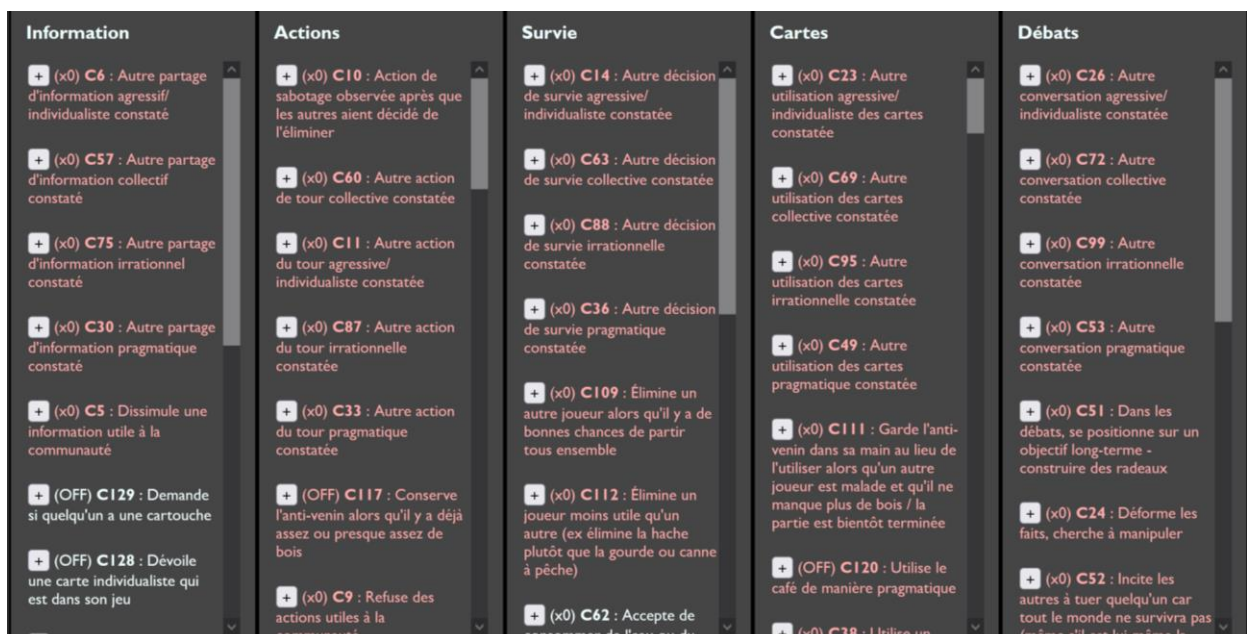 Information
+ (x0) C6 : Autre partage
d'information agressif/
individualiste constaté
+ (x0) C57 : Autre partage
d'information collectif
constaté
+ (x0) C75 : Autre partage
d'information irrationnel
constaté
+ (x0) C30 : Autre partage
d'information pragmatique
constaté
+ (x0) C5 : Dissimule une
information utile à la
communauté
+ (OFF) C129 : Demande
si quelqu'un a une cartouche
+ (OFF) C128 : Dévoile
une carte individualiste qui
est dans son jeu
Actions
+ (x0) C10 : Action de
sabotage observée après que
les autres aient décidé de
l'éliminer
+ (x0) C60 : Autre action
de tour collective constatée
+ (x0) C11 : Autre action
du tour agressive/
individualiste constatée
+ (x0) C87 : Autre action
du tour irrationnelle
constatée
+ (x0) C33 : Autre action
du tour pragmatique
constatée
+ (OFF) C117 : Conserve
l'anti-venin alors qu'il y a déjà
assez ou presque assez de
bois
+ (x0) C9 : Refuse des
actions utiles à la
communauté
Survie
+ (x0) C14 : Autre décision
de survie agressive/
individualiste constatée
+ (x0) C63 : Autre décision
de survie collective constatée
+ (x0) C88 : Autre décision
de survie irrationnelle
constatée
+ (x0) C36 : Autre décision
de survie pragmatique
constatée
+ (x0) C109 : Élimine un
autre joueur alors qu'il y a de
bonnes chances de partir
tous ensemble
+ (x0) C112 : Élimine un
joueur moins utile qu'un
autre (ex élimine la hache
plutôt que la gourde ou canne
à pêche)
+ (x0) C62 : Accepte de
consommer de l'eau ou du
Cartes
+ (x0) C23 : Autre
utilisation agressive/
individualiste des cartes
constatée
+ (x0) C69 : Autre
utilisation des cartes
collective constatée
+ (x0) C95 : Autre
utilisation des cartes
irrationnelle constatée
+ (x0) C49 : Autre
utilisation des cartes
pragmatique constatée
+ (x0) C111 : Garde l'anti-
venin dans sa main au lieu de
l'utiliser alors qu'un autre
joueur est malade et qu'il ne
manque plus de bois / la
partie est bientôt terminée
+ (OFF) C120 : Utilise le
café de manière pragmatique
+ (x0) C38 : Utilise un
Débats
+ (x0) C26 : Autre
conversation agressive/
individualiste constatée
+ (x0) C72 : Autre
conversation collective
constatée
+ (x0) C99 : Autre
conversation irrationnelle
constatée
+ (x0) C53 : Autre
conversation pragmatique
constatée
+ (x0) C51 : Dans les
débats, se positionne sur un
objectif long-terme -
construire des radeaux
+ (x0) C24 : Déforme les
faits, cherche à manipuler
+ (x0) C52 : Incite les
autres à tuer quelqu'un car
tout le monde ne survivra pas